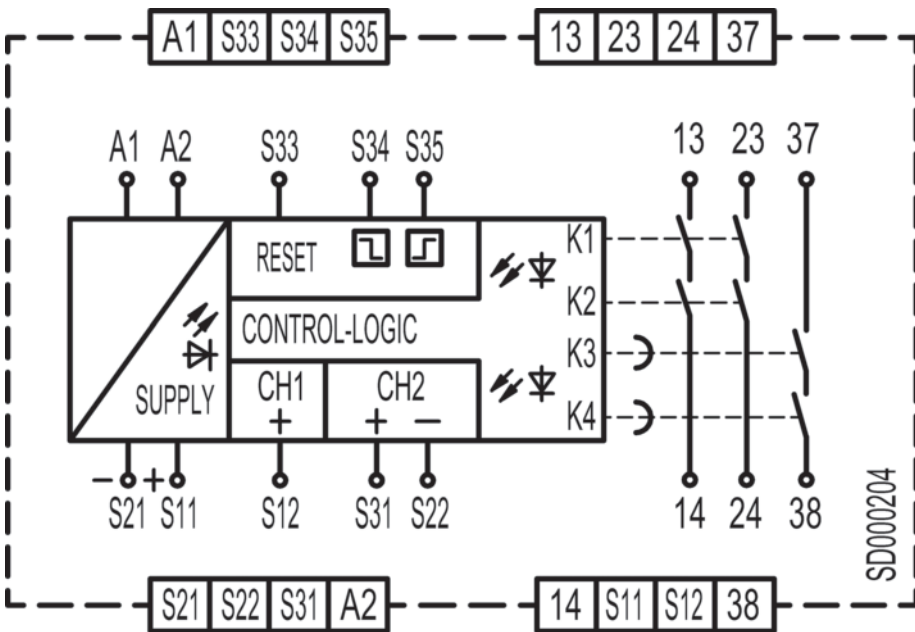 A1 S33 S34 S35 13 23 24 37
A1 A2 S33 S34 S35 13 23 37
RESET K1
K2
CONTROL-LOGIC
K3
SUPPLY CH1 CH2
+ + − K4
− + 
S21 S11 S12 S31 S22 14 24 38
SD000204
S21 S22 S31 A2 14 S11 S12 38